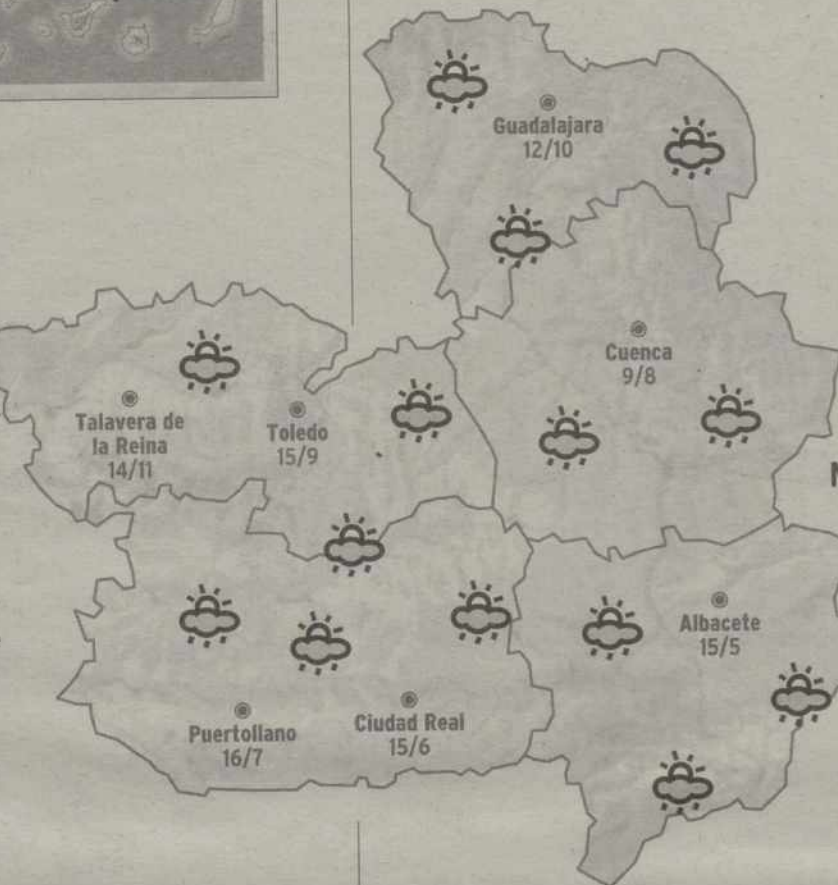 Guadalajara
12/10
Cuenca
9/8
Talavera de
la Reina
14/11
Toledo
15/9
Albacete
15/5
Puertollano
16/7
Ciudad Real
15/6